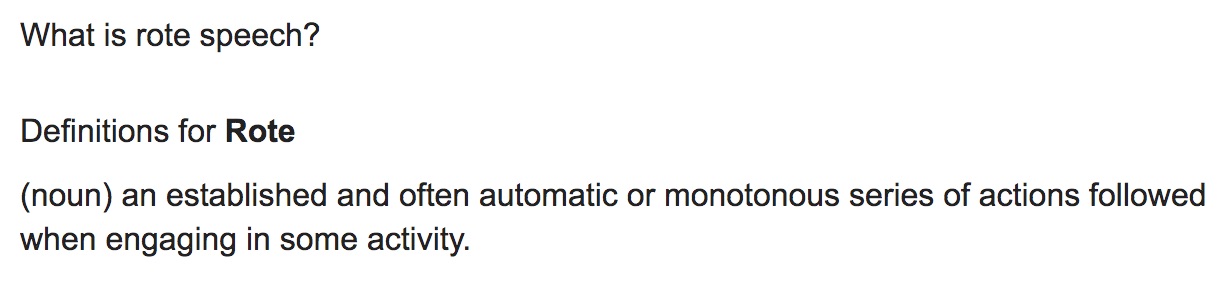 What is rote speech?
Definitions for Rote
(noun) an established and often automatic or monotonous series of actions followed
when engaging in some activity.